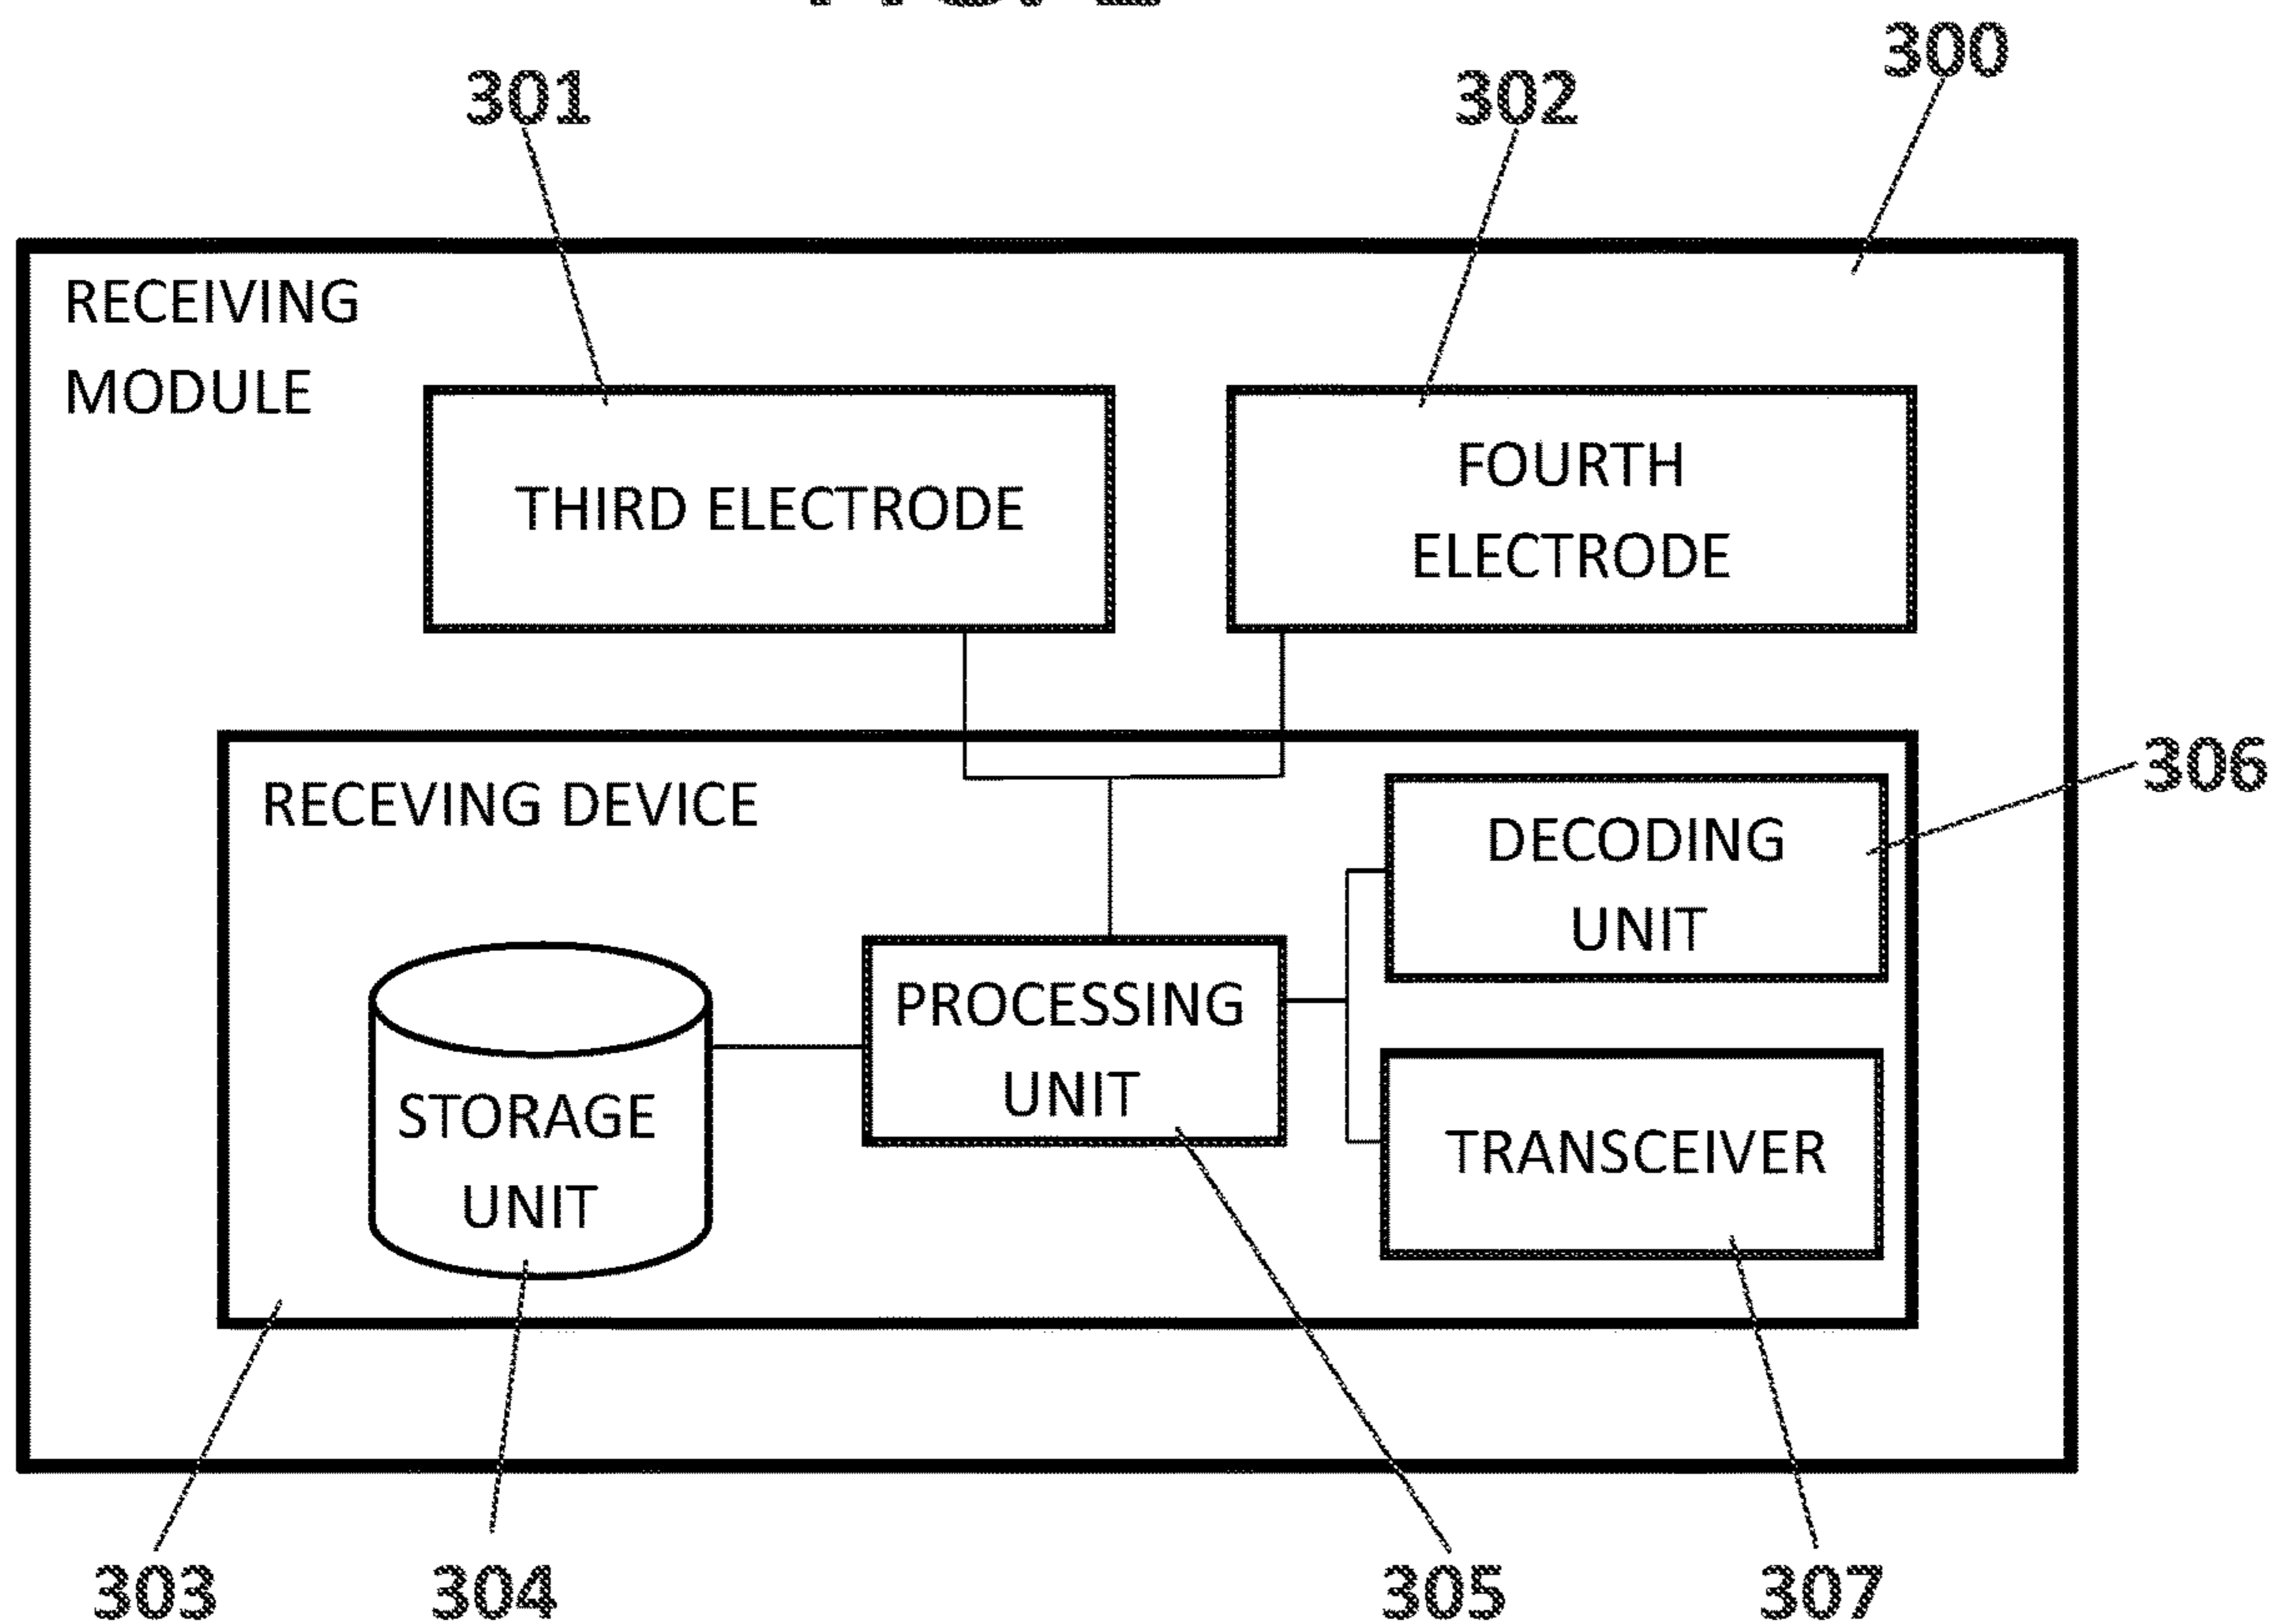 300
301
302
RECEIVING
MODULE
THIRD ELECTRODE
FOURTH
ELECTRODE
306
RECEVING DEVICE
DECODING
UNIT
PROCESSING
UNIT
STORAGE
UNIT
TRANSCEIVER
303
304
305
307